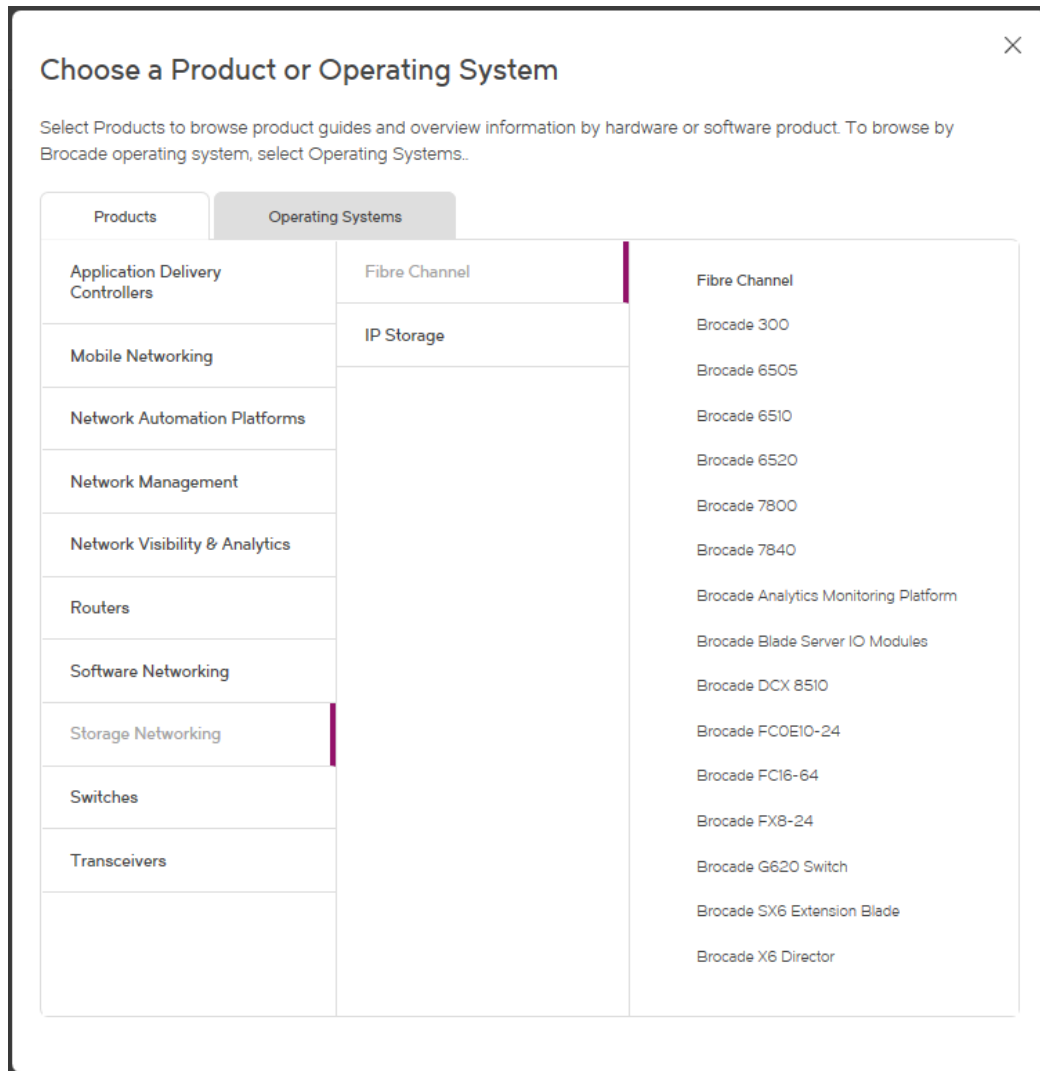 Choose a Product or Operating System
Select Products to browse product guides and overview information by hardware or software product. To browse by
Brocade operating system, select Operating Systems..
Products
Operating Systems
Application Delivery
Controllers
Mobile Networking
Network Automation Platforms
Network Management
Network Visibility & Analytics
Routers
Software Networking
Storage Networking
Switches
Transceivers
Fibre Channel
IP Storage
Fibre Channel
Brocade 300
Brocade 6505
Brocade 6510
Brocade 6520
Brocade 7800
Brocade 7840
Brocade Analytics Monitoring Platform
Brocade Blade Server IO Modules
Brocade DCX 8510
Brocade FCOE10-24
Brocade FC16-64
Brocade FX8-24
Brocade G620 Switch
Brocade SX6 Extension Blade
Brocade X6 Director